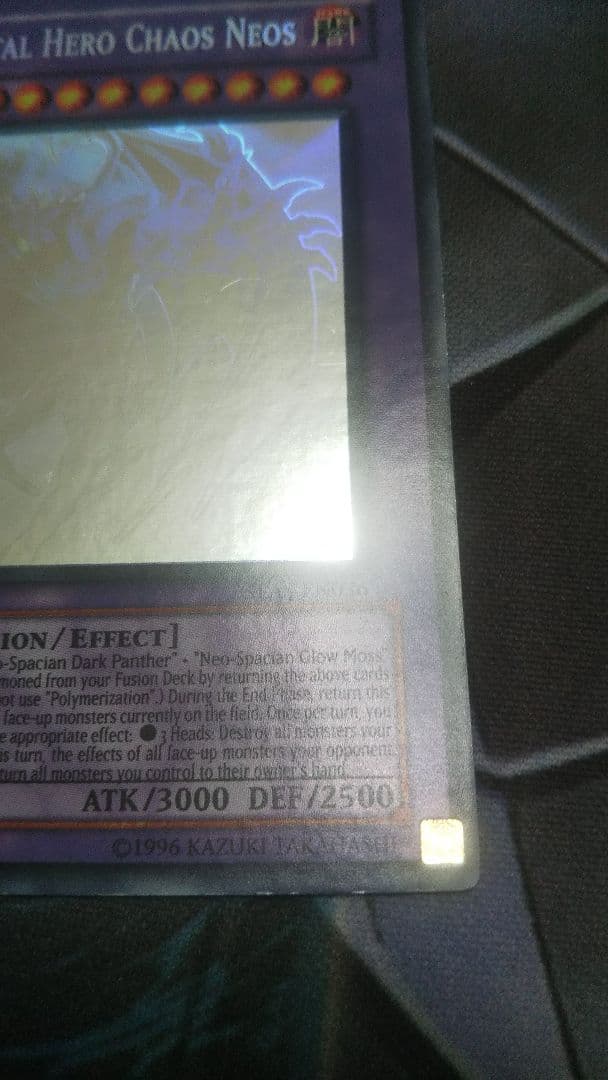 TAL HERO CHAOS NEOS 闇
ION/EFFECT]
o-Spacian Dark Panther" + "Neo-Spacian Glow Moss"
moned from your Fusion Deck by returning the above cards
ot use "Polymerization".) During the End Phase, return this
face-up monsters currently on the field. Once per turn, you
e appropriate effect: ●3 Heads: Destroy all monsters your
is turn, the effects of all face-up monsters your opponent
turn all monsters you control to their owner's hand.
ATK/3000 DEF/2500
©1996 KAZUKI TAKAHASHI